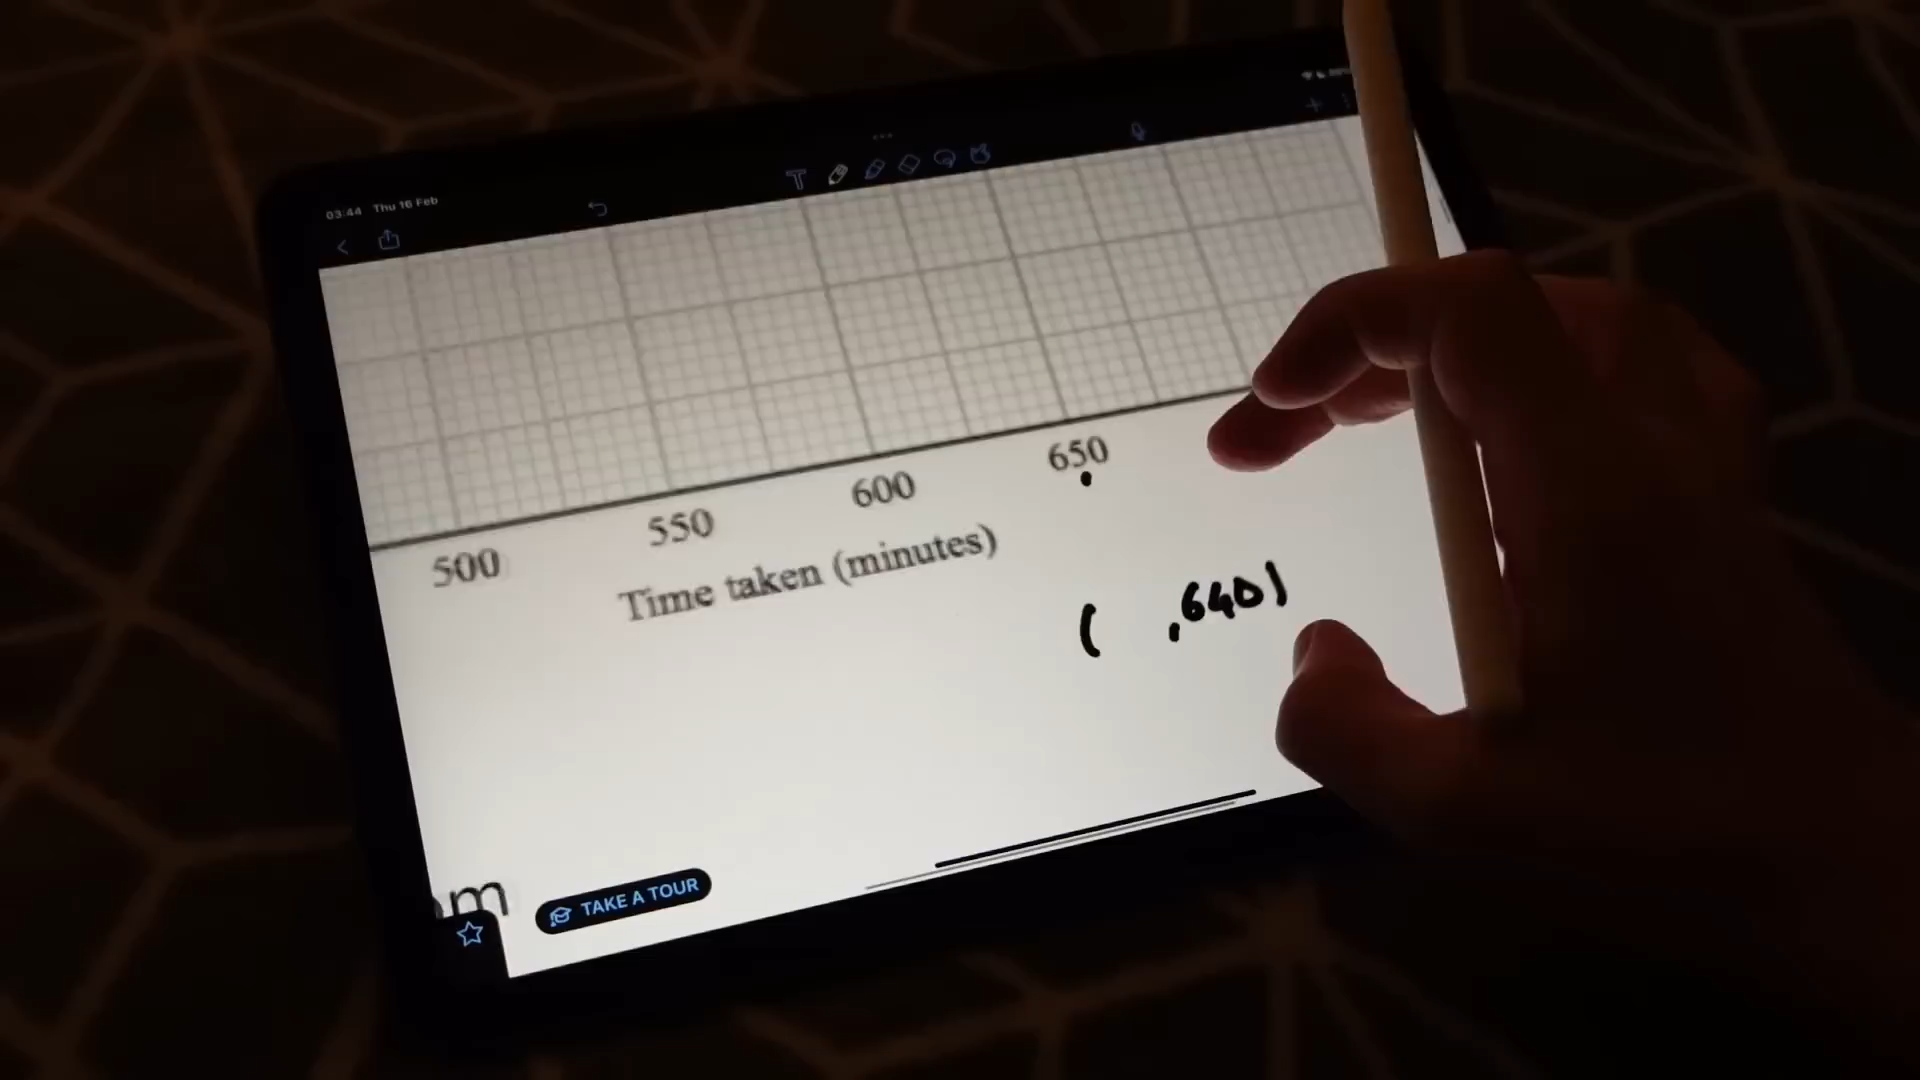 03:44 Thu 16 Feb
T
500 550 600 650
Time taken (minutes)
( ,640)
TAKE A TOUR